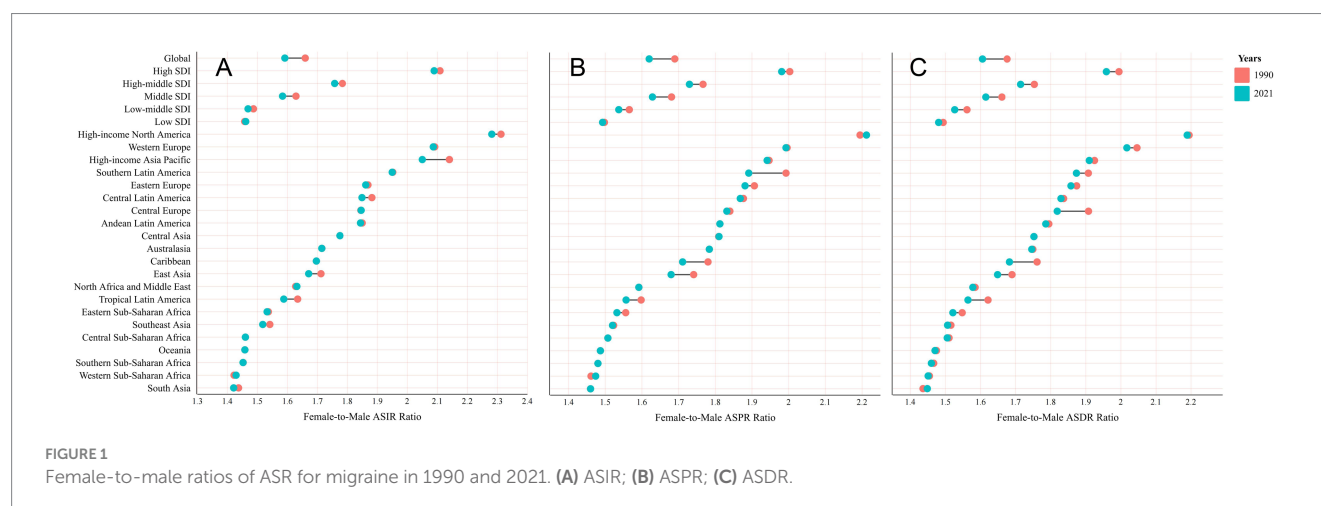 A
B
C
Years
1990
2021
Global
High SDI
High-middle SDI
Middle SDI
Low-middle SDI
Low SDI
High-income North America
Western Europe
High-income Asia Pacific
Southern Latin America
Eastern Europe
Central Latin America
Central Europe
Andean Latin America
Central Asia
Australasia
Caribbean
East Asia
North Africa and Middle East
Tropical Latin America
Eastern Sub-Saharan Africa
Southeast Asia
Central Sub-Saharan Africa
Oceania
Southern Sub-Saharan Africa
Western Sub-Saharan Africa
South Asia
1.3 1.4 1.5 1.6 1.7 1.8 1.9 2 2.1 2.2 2.3 2.4
Female-to-Male ASIR Ratio
1.4 1.5 1.6 1.7 1.8 1.9 2 2.1 2.2
Female-to-Male ASPR Ratio
1.4 1.5 1.6 1.7 1.8 1.9 2 2.1 2.2
Female-to-Male ASDR Ratio
FIGURE 1
Female-to-male ratios of ASR for migraine in 1990 and 2021. (A) ASIR; (B) ASPR; (C) ASDR.